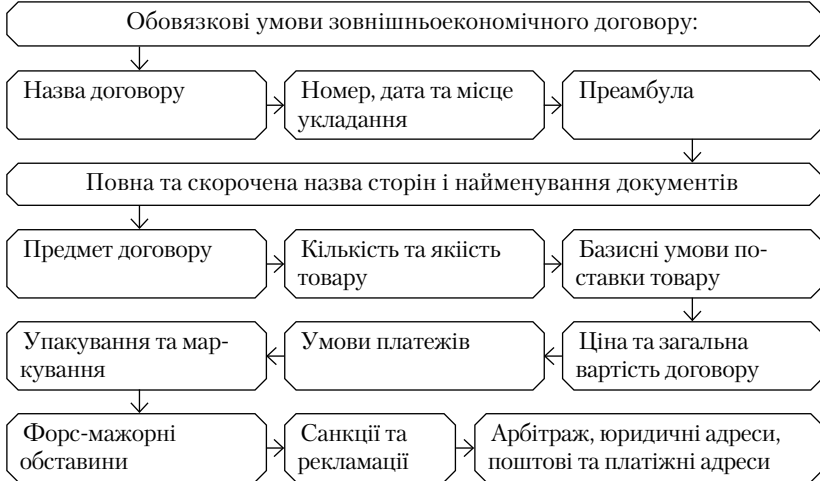 Обовязкові умови зовнішньоекономічного договору:
Назва договору
Номер, дата та місце
укладання
Преамбула
Повна та скорочена назва сторін і найменування документів
Предмет договору
Кількість та якіість
товару
Базисні умови по-
ставки товару
Упакування та мар-
кування
Умови платежів
Ціна та загальна
вартість договору
Форс-мажорні
обставини
Санкції та
рекламації
Арбітраж, юридичні адреси,
поштові та платіжні адреси